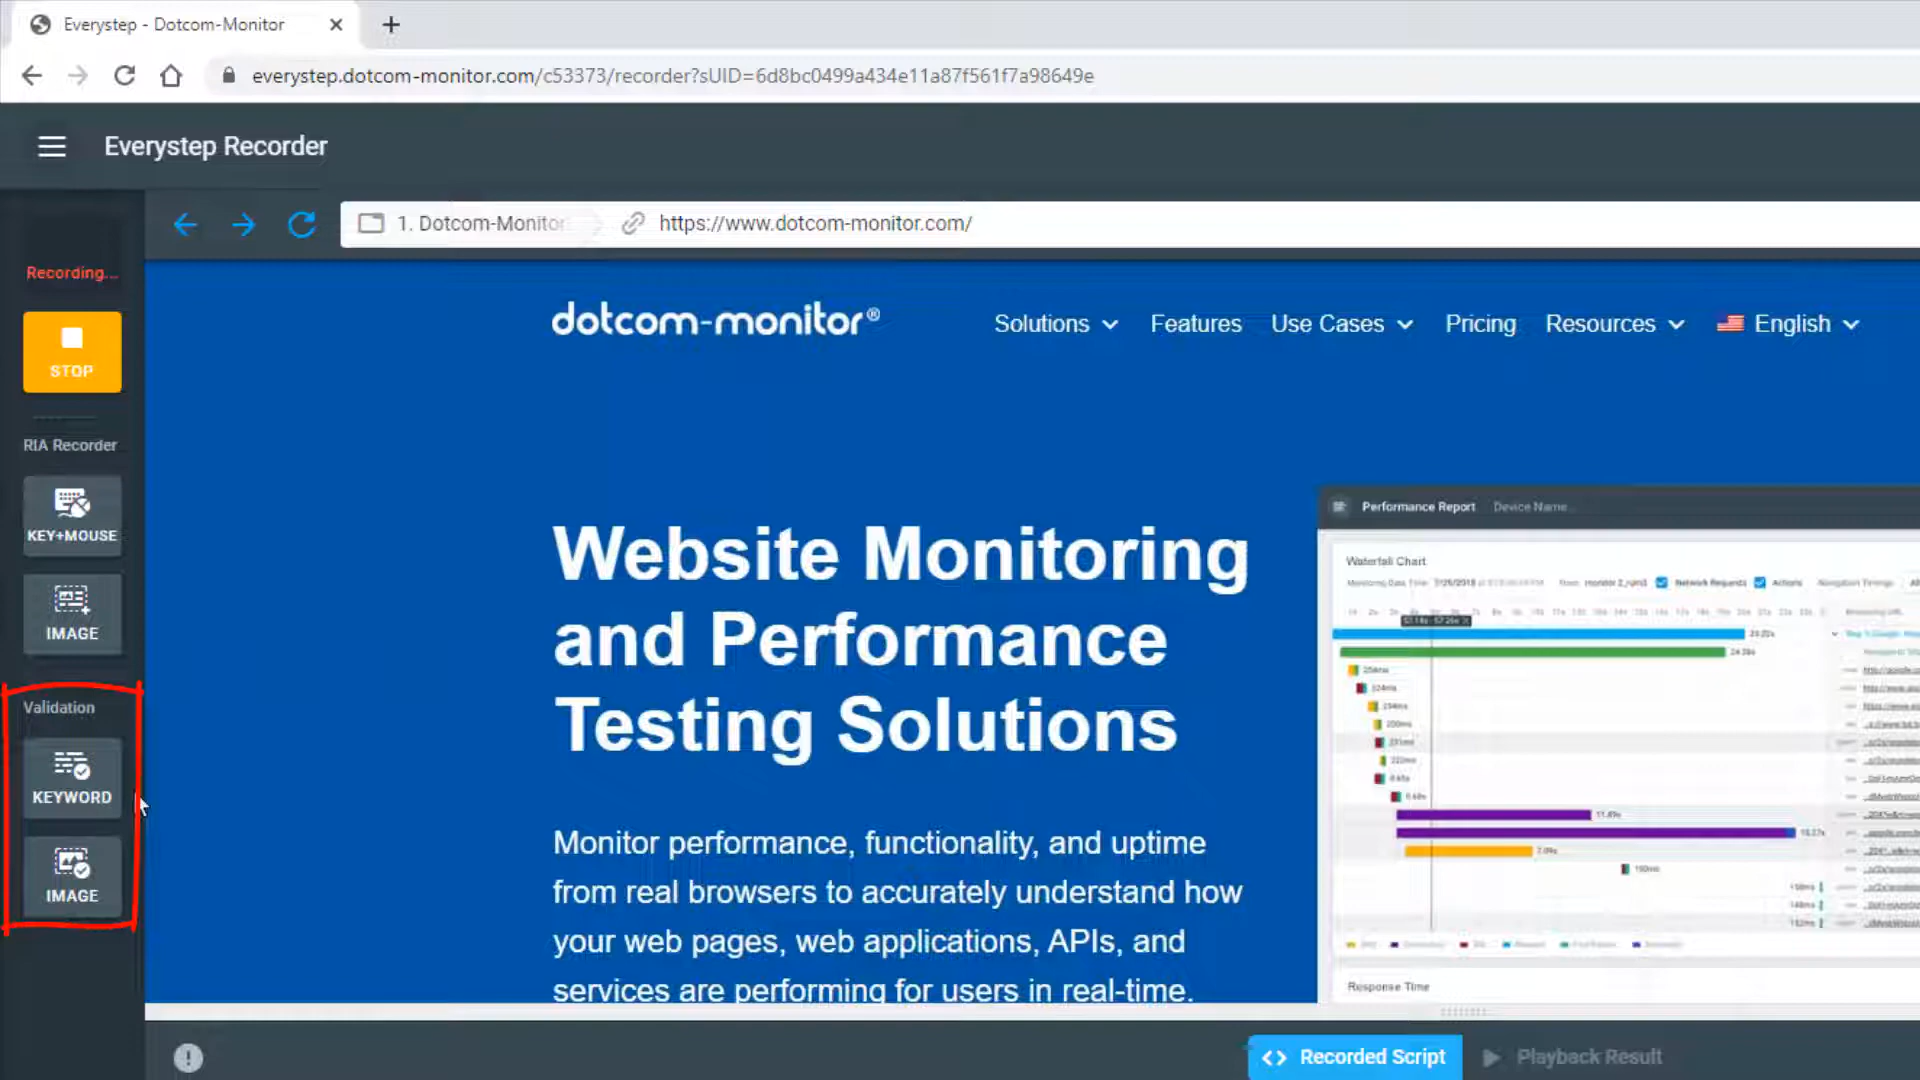 Everystep - Dotcom-Monitor
everystep.dotcom-monitor.com/c53373/recorder?sUID=6d8bc0499a434e11a87f561f7a98649e
Everystep Recorder
1. Dotcom-Monitor
https://www.dotcom-monitor.com/
Recording...
STOP
RIA Recorder
KEY+MOUSE
IMAGE
Validation
KEYWORD
IMAGE
dotcom-monitor®
Solutions
Features
Use Cases
Pricing
Resources
English
Website Monitoring
and Performance
Testing Solutions
Monitor performance, functionality, and uptime
from real browsers to accurately understand how
your web pages, web applications, APIs, and
services are performing for users in real-time.
Performance Report
Device Name...
Waterfall Chart
Network Requests
Actions
Response Time
Recorded Script
Playback Result